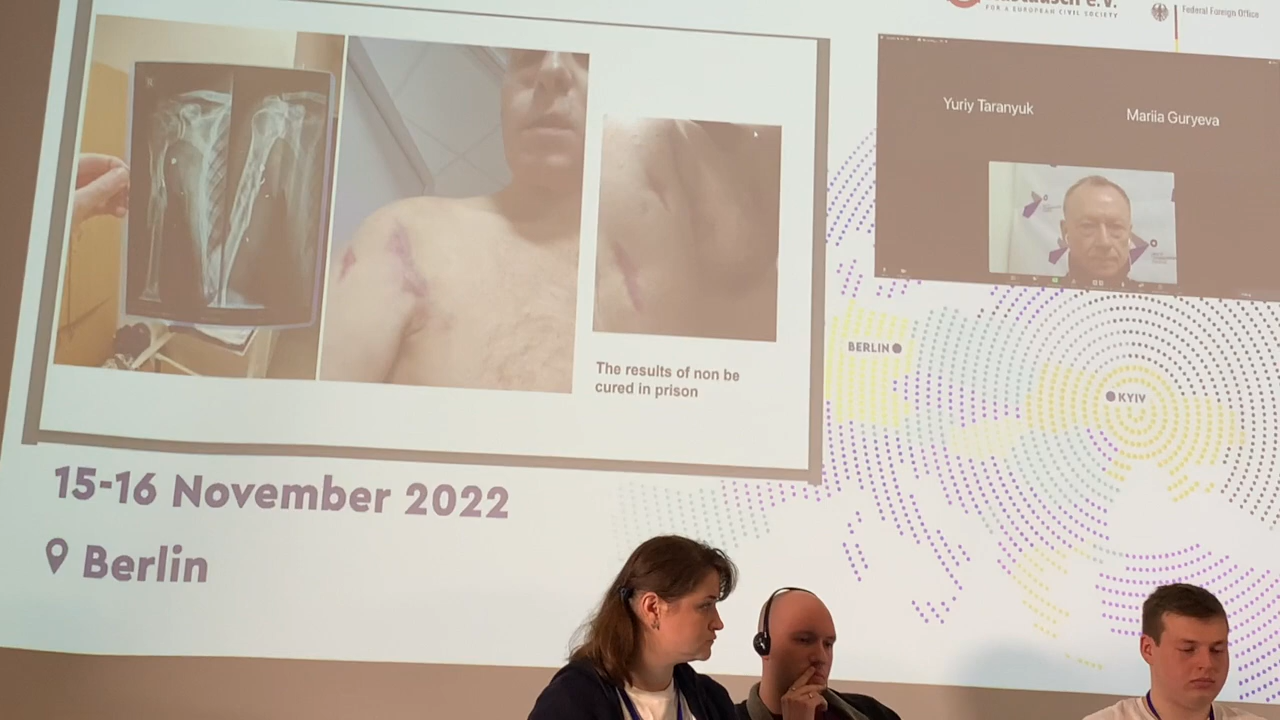 e.V.
FOR A EUROPEAN CIVIL SOCIETY
Federal Foreign Office
Yuriy Taranyuk
Mariia Guryeva
The results of non be
cured in prison
BERLIN
KYIV
15-16 November 2022
Berlin